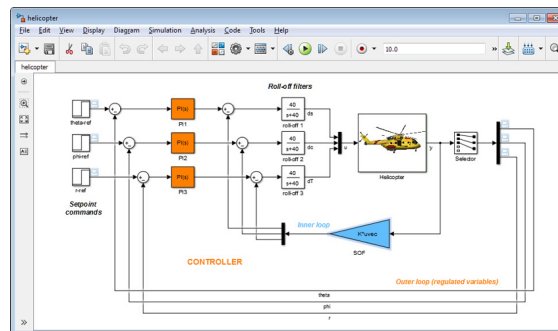 helicopter
File Edit View Display Diagram Simulation Analysis Code Tools Help
10.0
helicopter
Roll-off filters
theta-ref
PI(s)
PI1
40
s+40
roll-off 1
ds
phi-ref
PI(s)
PI2
40
s+40
roll-off 2
dc
u
Helicopter
y
Selector
r-ref
PI(s)
PI3
40
s+40
roll-off 3
dT
Setpoint
commands
Inner loop
K*uvec
SOF
CONTROLLER
Outer loop (regulated variables)
theta
phi
r